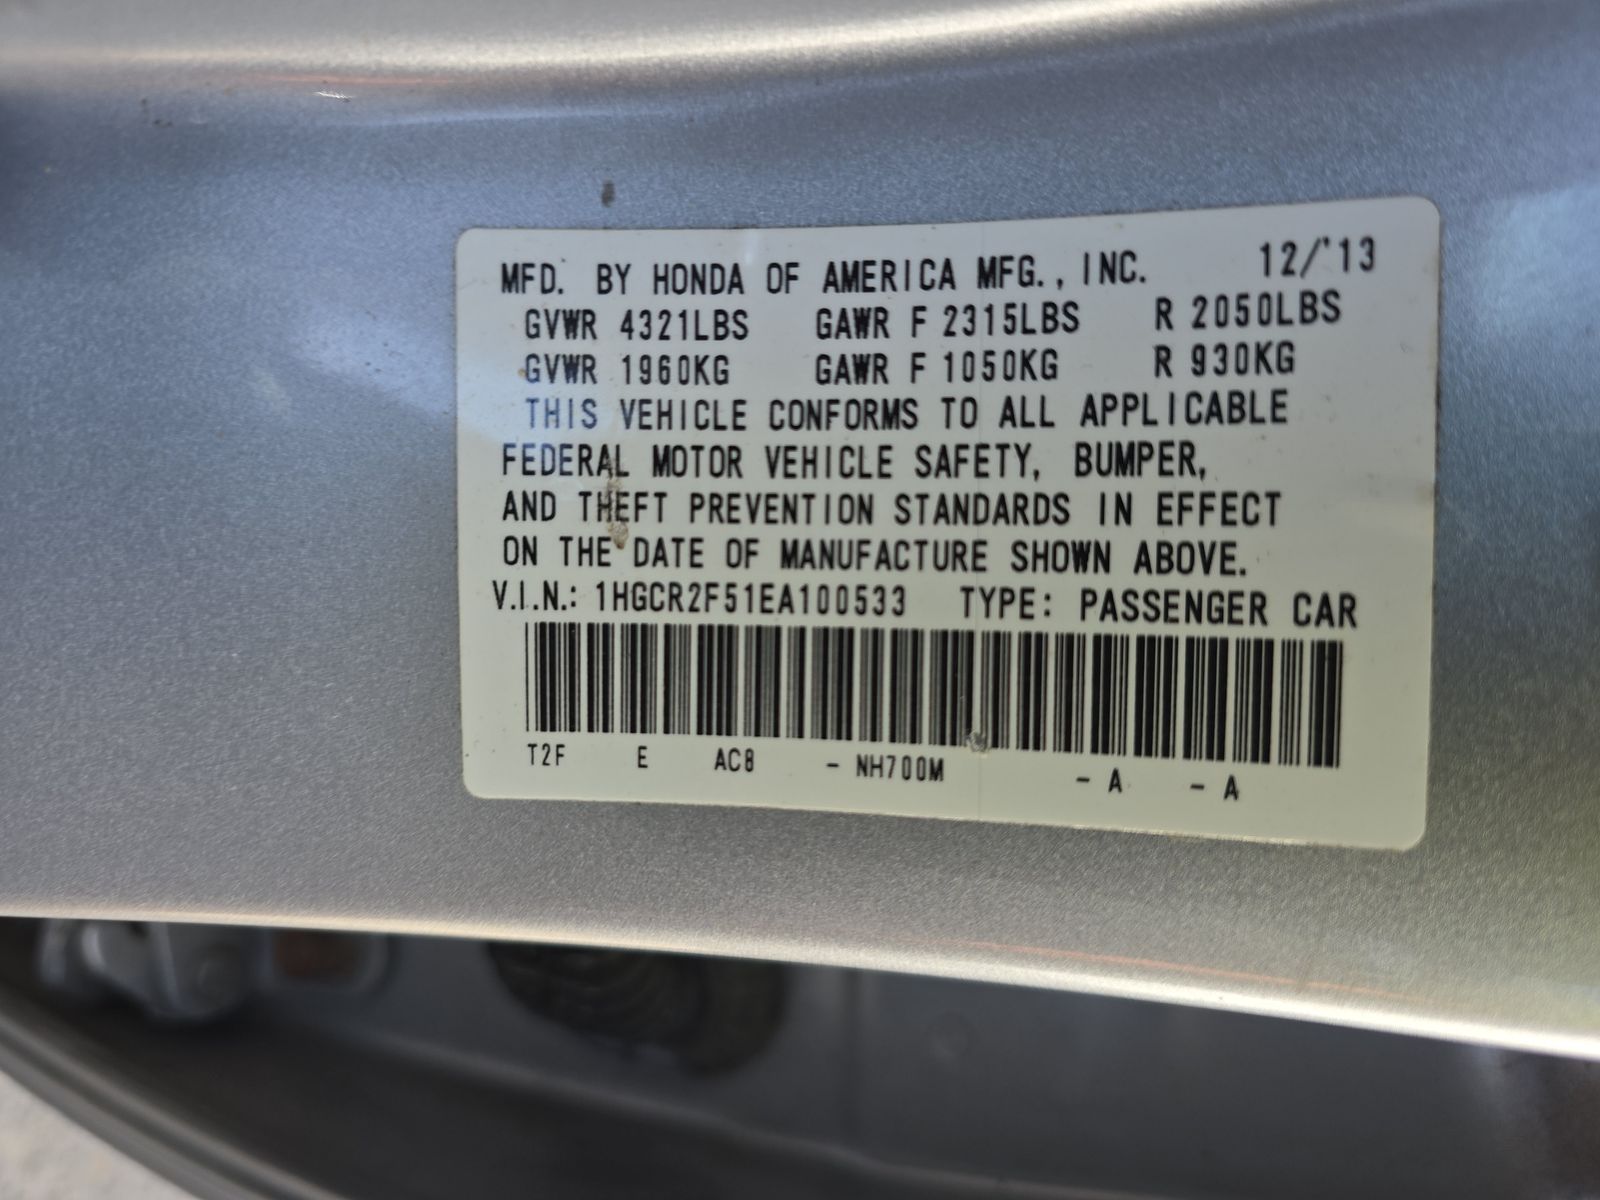 MFD. BY HONDA OF AMERICA MFG., INC. 12/'13
GVWR 4321LBS GAWR F 2315LBS R 2050LBS
GVWR 1960KG GAWR F 1050KG R 930KG
THIS VEHICLE CONFORMS TO ALL APPLICABLE
FEDERAL MOTOR VEHICLE SAFETY, BUMPER,
AND THEFT PREVENTION STANDARDS IN EFFECT
ON THE DATE OF MANUFACTURE SHOWN ABOVE.
V.I.N.: 1HGCR2F51EA100533 TYPE: PASSENGER CAR
T2F E AC8 - NH700M - A - A